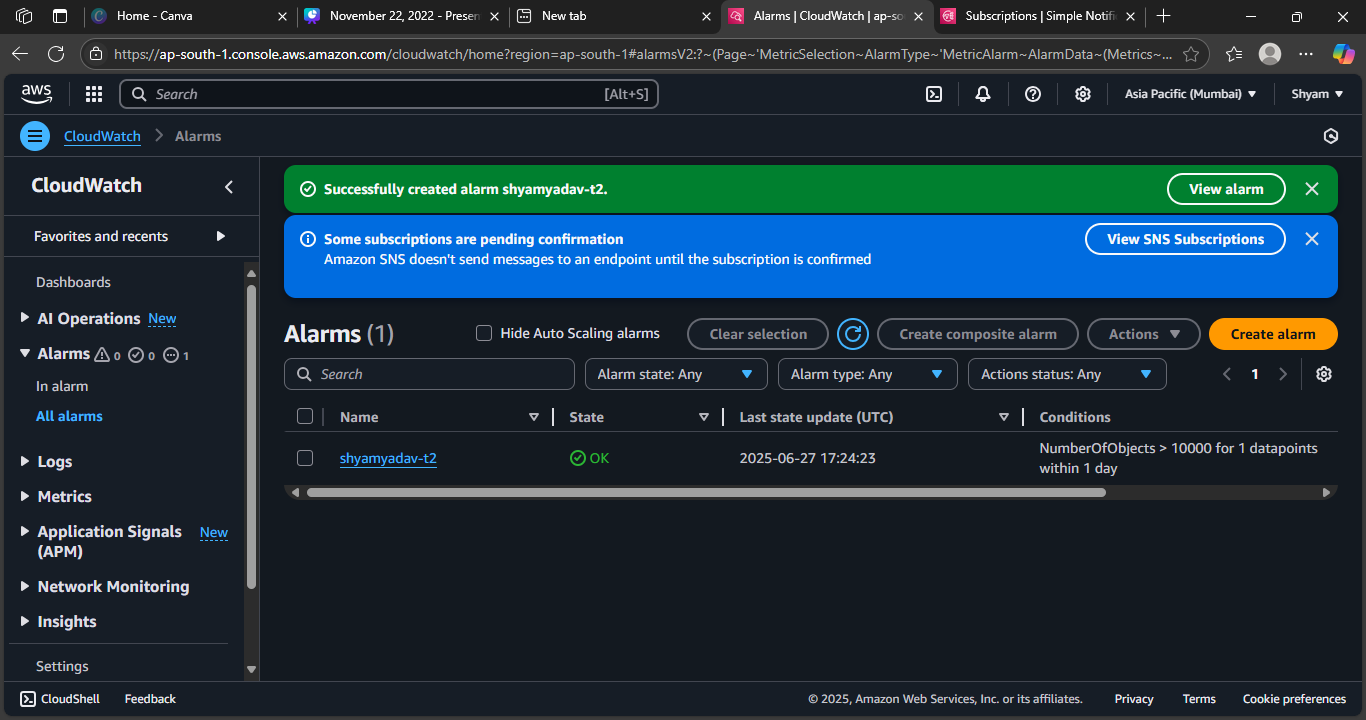 Home - Canva
November 22, 2022 - Presen
New tab
Alarms | CloudWatch | ap-so
Subscriptions | Simple Notifi
https://ap-south-1.console.aws.amazon.com/cloudwatch/home?region=ap-south-1#alarmsV2:?~(Page~'MetricSelection~AlarmType~'MetricAlarm~AlarmData~(Metrics~...
aws
Search
[Alt+S]
Asia Pacific (Mumbai)
Shyam
CloudWatch
Alarms
CloudWatch
Favorites and recents
Dashboards
AI Operations New
Alarms 0 0 1
In alarm
All alarms
Logs
Metrics
Application Signals New
(APM)
Network Monitoring
Insights
Settings
Successfully created alarm shyamyadav-t2.
View alarm
Some subscriptions are pending confirmation
Amazon SNS doesn't send messages to an endpoint until the subscription is confirmed
View SNS Subscriptions
Alarms (1)
Hide Auto Scaling alarms
Clear selection
Create composite alarm
Actions
Create alarm
Search
Alarm state: Any
Alarm type: Any
Actions status: Any
1
Name
State
Last state update (UTC)
Conditions
shyamyadav-t2
OK
2025-06-27 17:24:23
NumberOfObjects > 10000 for 1 datapoints
within 1 day
CloudShell
Feedback
© 2025, Amazon Web Services, Inc. or its affiliates.
Privacy
Terms
Cookie preferences